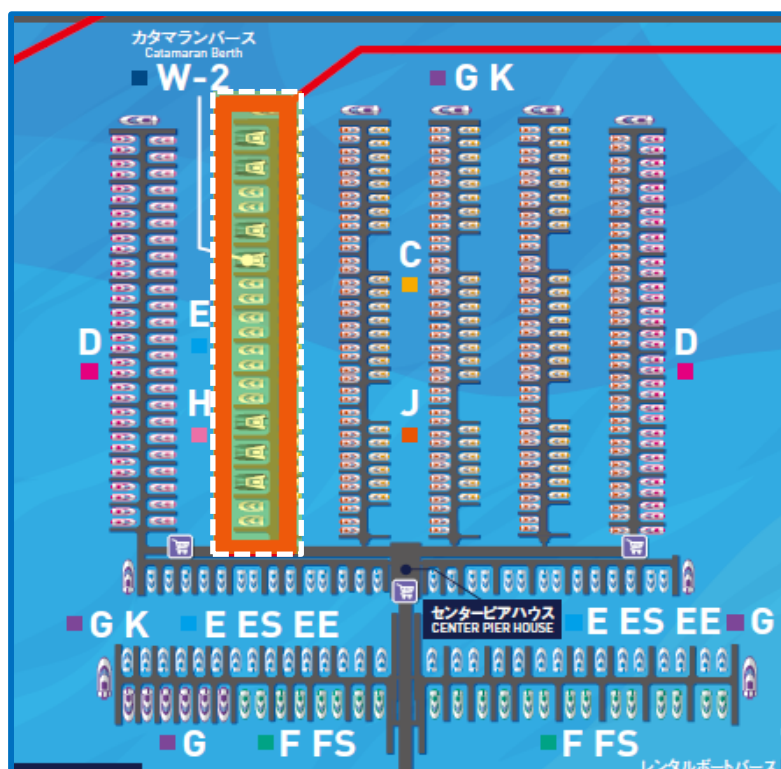 カタマランバース
Catamaran Berth
W-2
G K
C
E
D
D
H
J
センターピアハウス
CENTER PIER HOUSE
G K
E ES EE
E ES EE
G
G
F FS
F FS
レンタルボートバース